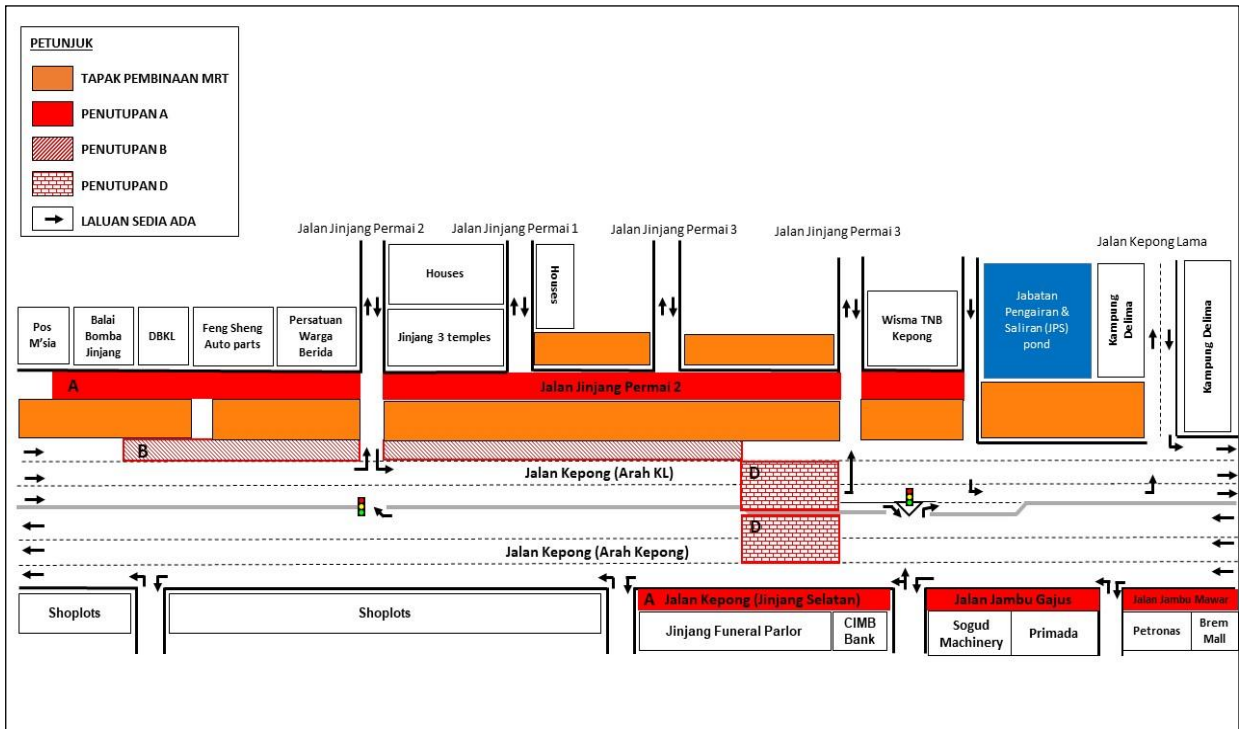 PETUNJUK
TAPAK PEMBINAAN MRT
PENUTUPAN A
PENUTUPAN B
PENUTUPAN D
LALUAN SEDIA ADA
Jalan Jinjang Permai 2
Jalan Jinjang Permai 1
Jalan Jinjang Permai 3
Jalan Jinjang Permai 3
Jalan Kepong Lama
Houses
Houses
Jabatan
Pengairan &
Saliran (JPS)
pond
Kampung
Delima
Kampung Delima
Pos
M'sia
Balai
Bomba
Jinjang
DBKL
Feng Sheng
Auto parts
Persatuan
Warga
Berida
Jinjang 3 temples
Wisma TNB
Kepong
A
Jalan Jinjang Permai 2
B
Jalan Kepong (Arah KL)
D
D
Jalan Kepong (Arah Kepong)
Shoplots
Shoplots
A Jalan Kepong (Jinjang Selatan)
Jinjang Funeral Parlor
CIMB
Bank
Jalan Jambu Gajus
Sogud
Machinery
Primada
Jalan Jambu Mawar
Petronas
Brem
Mall